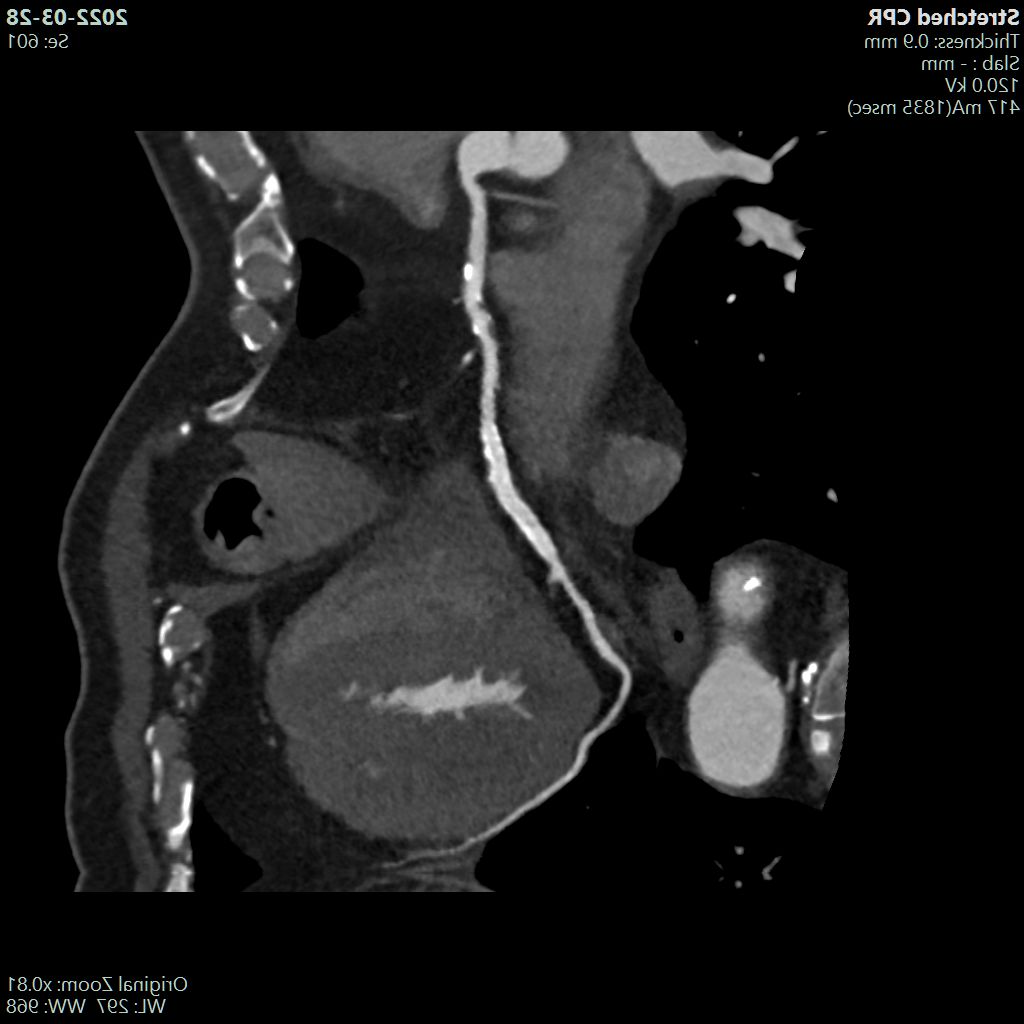 Stretched CPR
Thickness: 0.9 mm
Slab : - mm
120.0 kV
417 mA(1835 msec)
2022-03-28
Se: 601
Original Zoom: x0.81
WL: 297 WW: 968